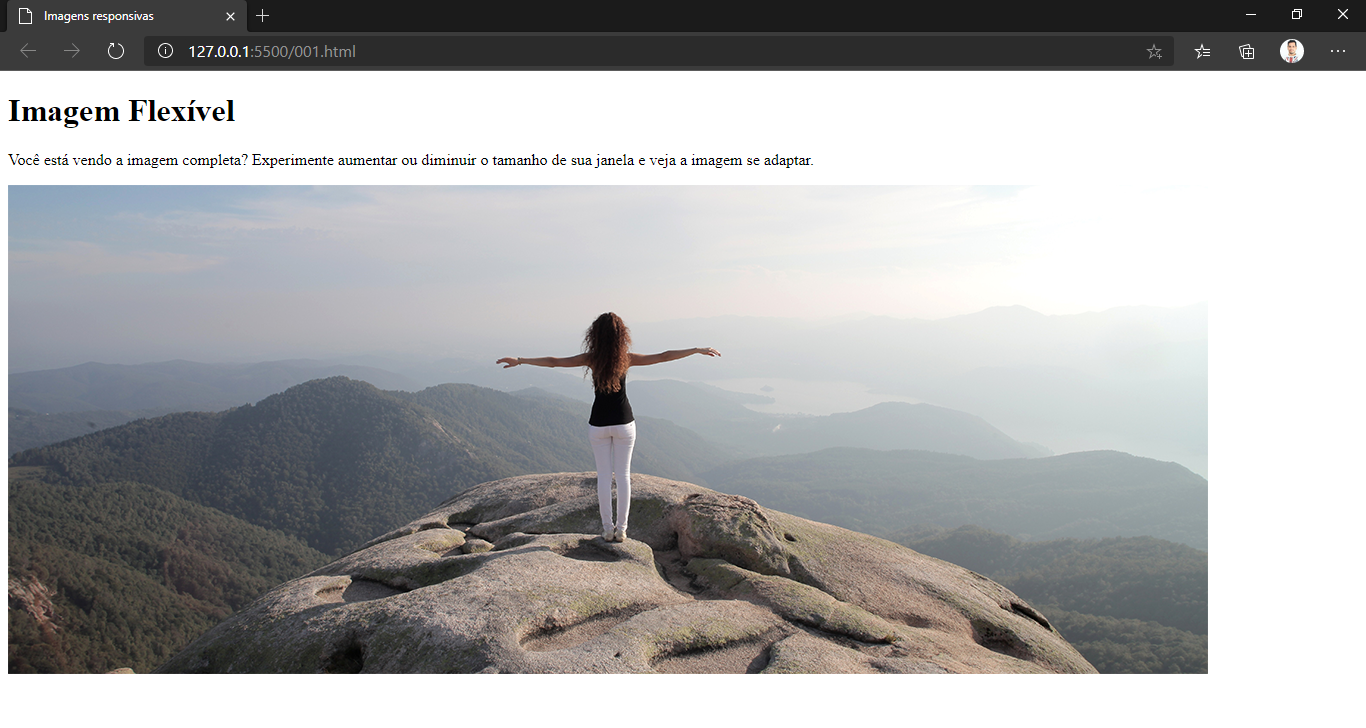 Imagens responsivas
127.0.0.1:5500/001.html
Imagem Flexível
Você está vendo a imagem completa? Experimente aumentar ou diminuir o tamanho de sua janela e veja a imagem se adaptar.